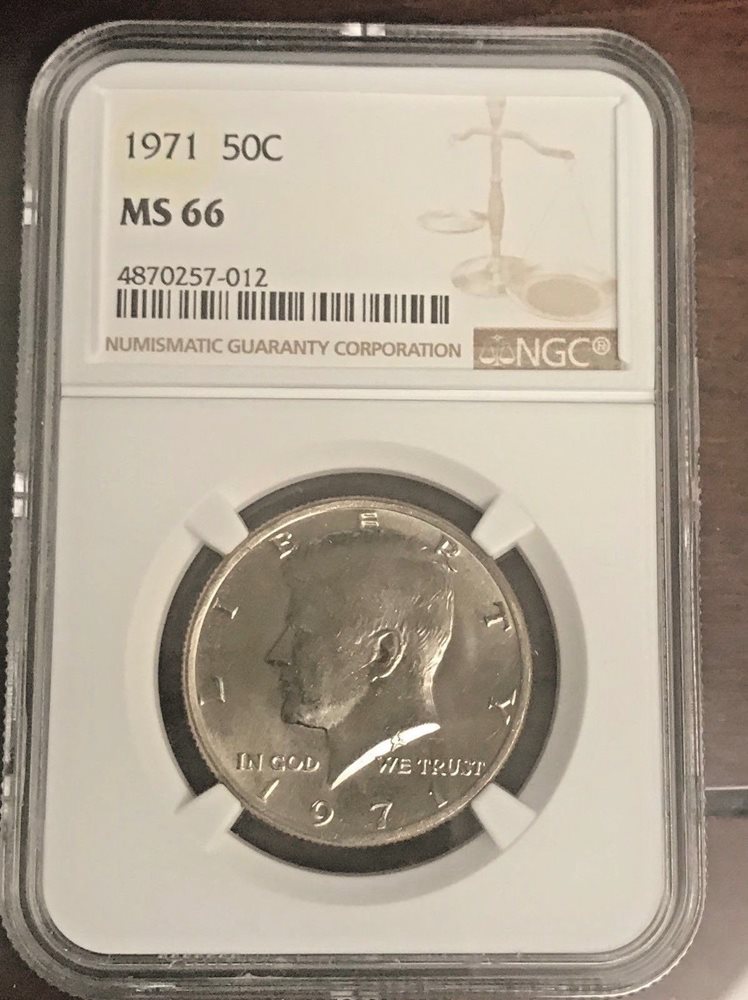 1971 50C
MS 66
4870257-012
NUMISMATIC GUARANTY CORPORATION
NGC®
LIBERTY
IN GOD WE TRUST
1971